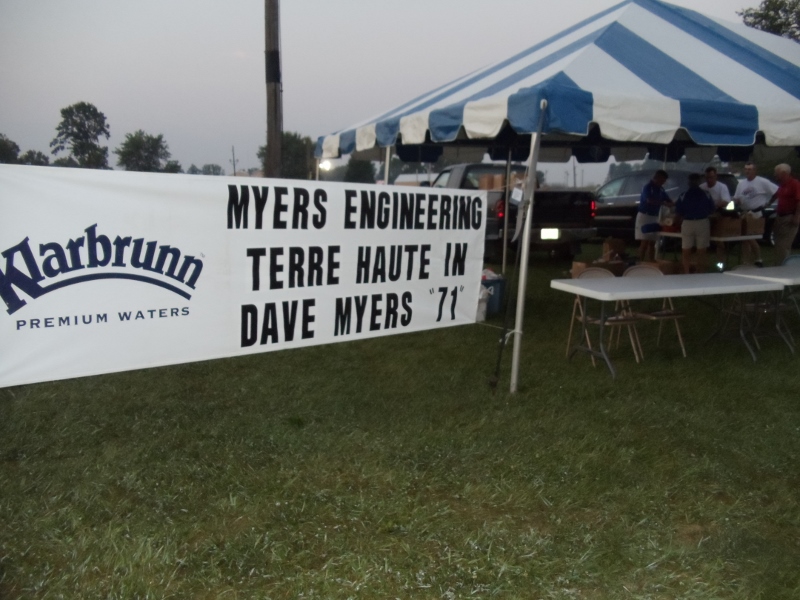 Klarbrunn
PREMIUM WATERS
MYERS ENGINEERING
TERRE HAUTE IN
DAVE MYERS "71"